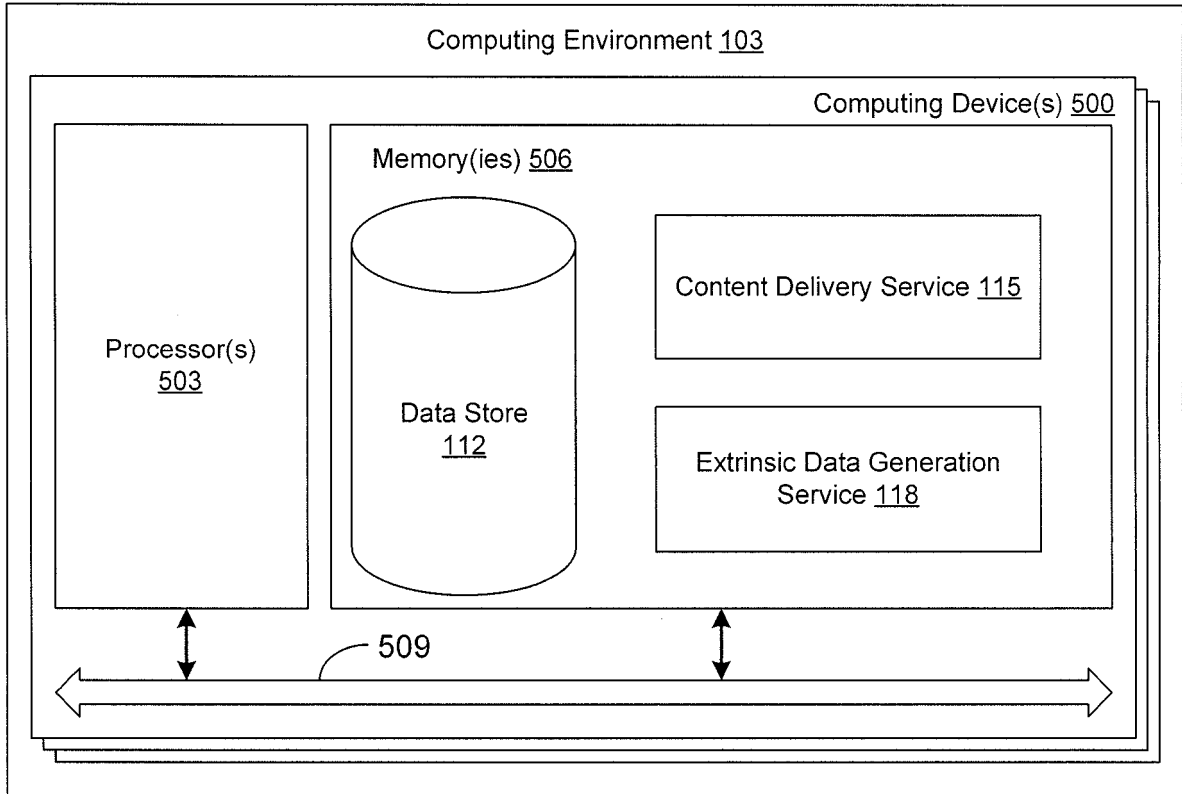 Computing Environment 103
Computing Device(s) 500
Processor(s)
503
Memory(ies) 506
Data Store
112
Content Delivery Service 115
Extrinsic Data Generation
Service 118
509